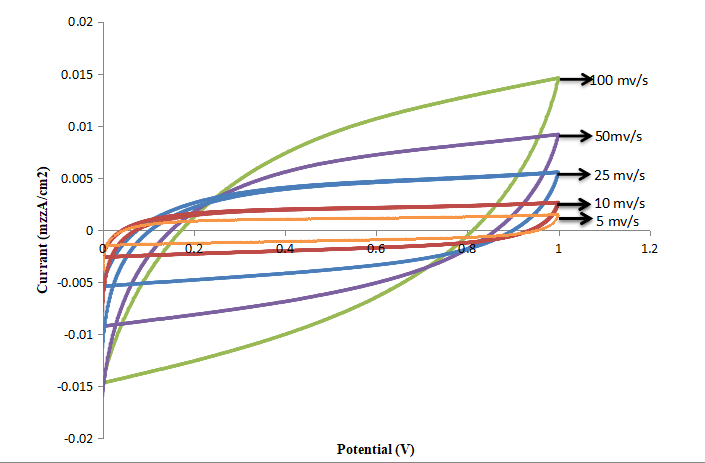 0.02
0.015
0.01
0.005
0
-0.005
-0.01
-0.015
-0.02
0
0.2
0.4
0.6
0.8
1
1.2
100 mv/s
50mv/s
25 mv/s
10 mv/s
5 mv/s
Currant (mzzA/cm2)
Potential (V)